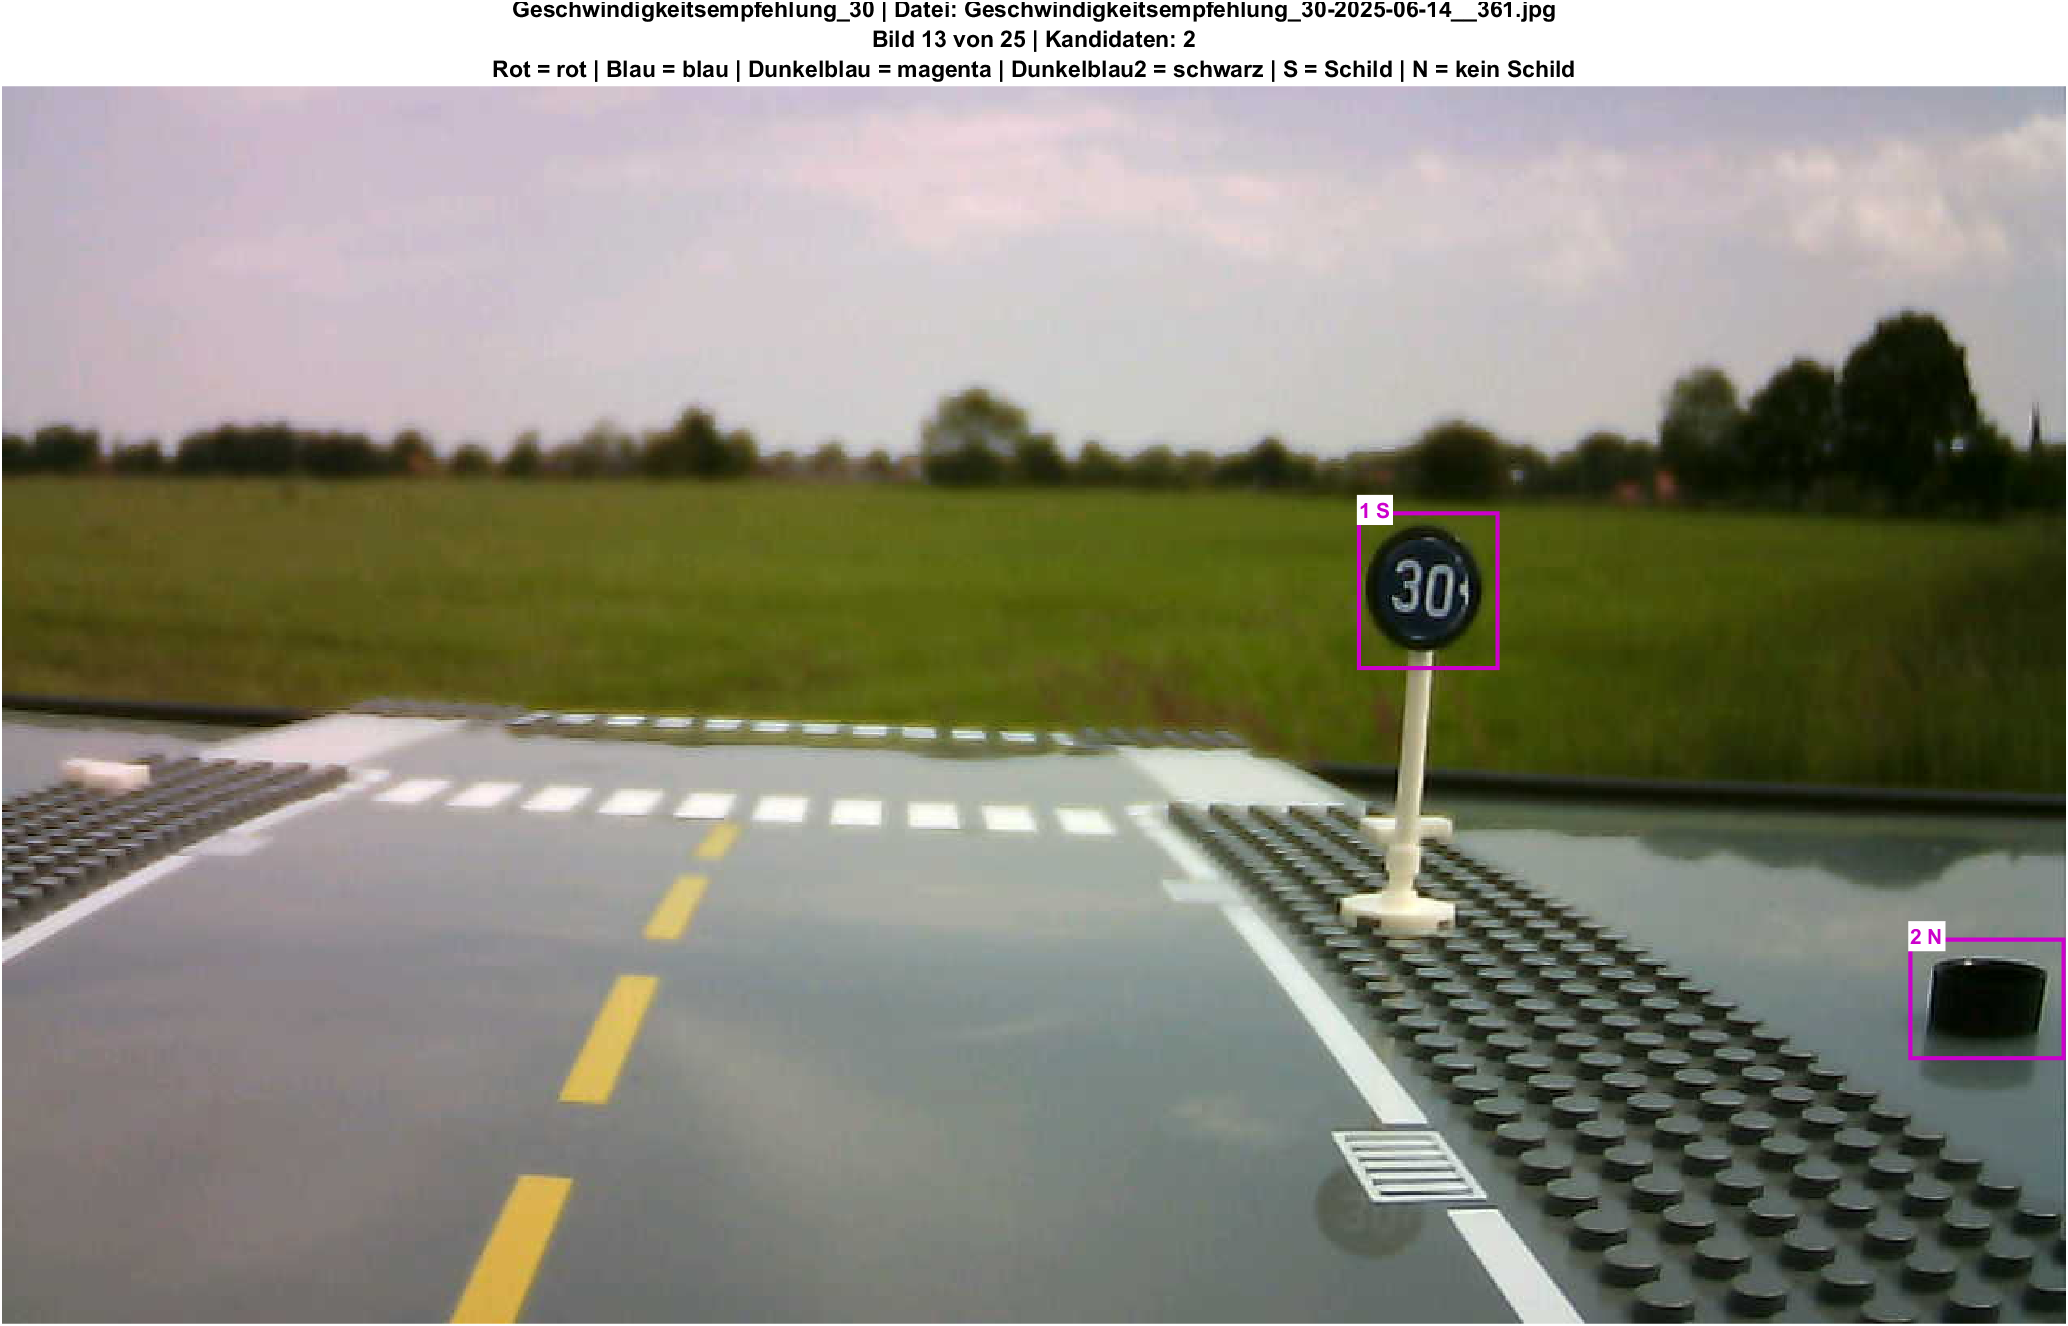 Geschwindigkeitsempfehlung_30 | Datei: Geschwindigkeitsempfehlung_30-2025-06-14__361.jpg
Bild 13 von 25 | Kandidaten: 2
Rot = rot | Blau = blau | Dunkelblau = magenta | Dunkelblau2 = schwarz | S = Schild | N = kein Schild
1 S
30
2 N